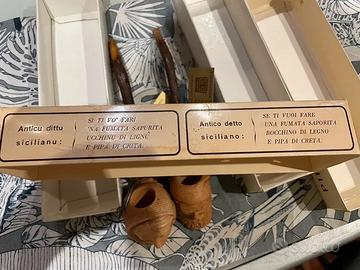 Anticu dittu
sicilianu :
SE TI VO' FARI
'NA FUMATA SAPURITA
UCCHINU DI LIGNU
E PIPA DI CRITA.
Antico detto
siciliano :
SE TI VUOI FARE
UNA FUMATA SAPORITA
BOCCHINO DI LEGNO
E PIPA DI CRETA.